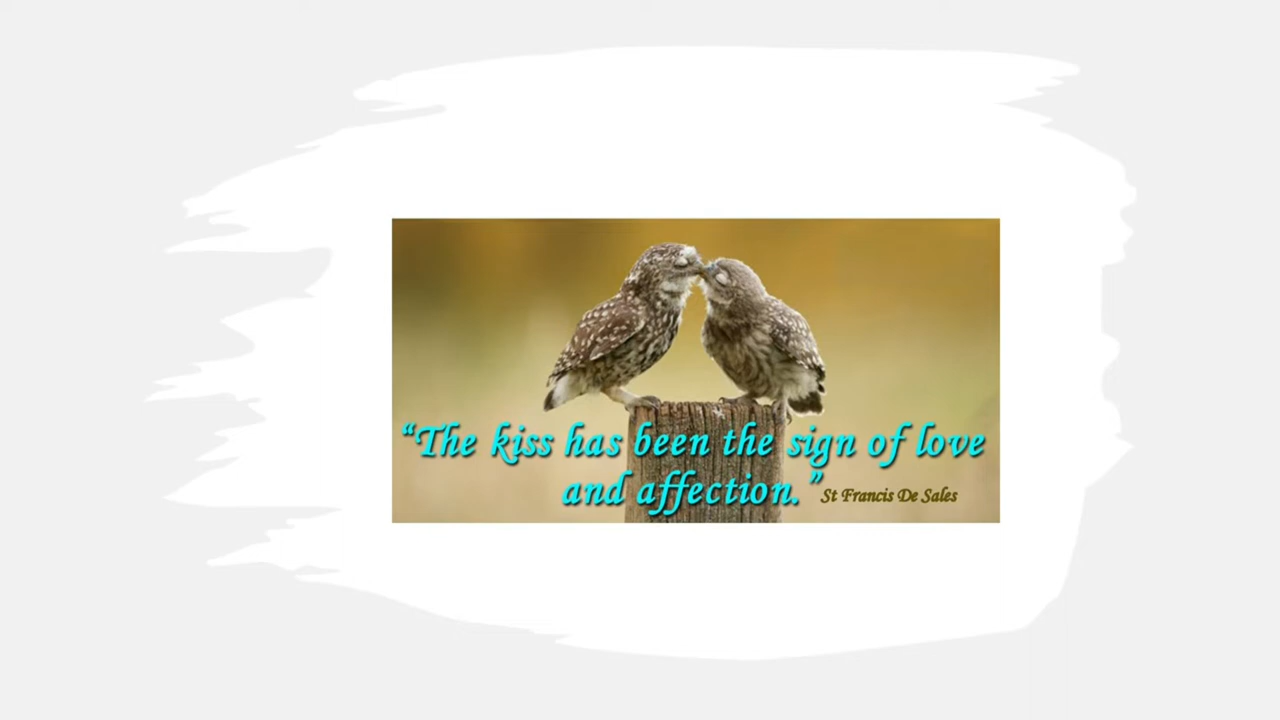 “The kiss has been the sign of love
and affection.” St Francis De Sales